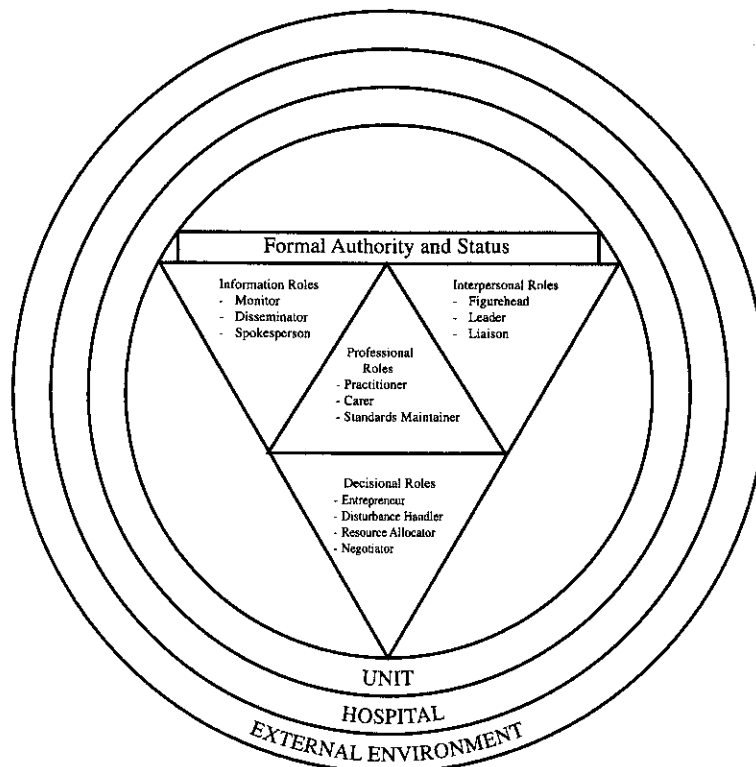 Formal Authority and Status
Information Roles
- Monitor
- Disseminator
- Spokesperson
Interpersonal Roles
- Figurehead
- Leader
- Liaison
Professional
Roles
- Practitioner
- Carer
- Standards Maintainer
Decisional Roles
- Entrepreneur
- Disturbance Handler
- Resource Allocator
- Negotiator
UNIT
HOSPITAL
EXTERNAL ENVIRONMENT